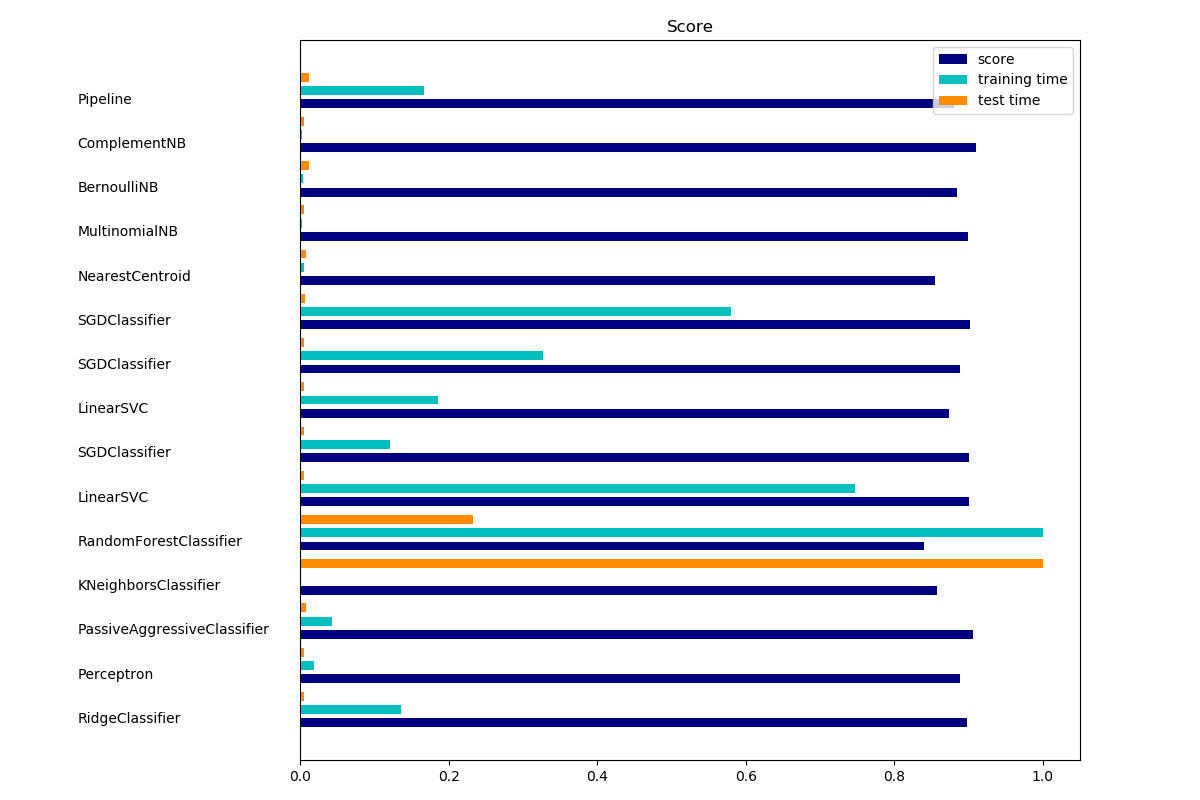 Score
score
training time
test time
Pipeline
ComplementNB
BernoulliNB
MultinomialNB
NearestCentroid
SGDClassifier
SGDClassifier
LinearSVC
SGDClassifier
LinearSVC
RandomForestClassifier
KNeighborsClassifier
PassiveAggressiveClassifier
Perceptron
RidgeClassifier
0.0 0.2 0.4 0.6 0.8 1.0